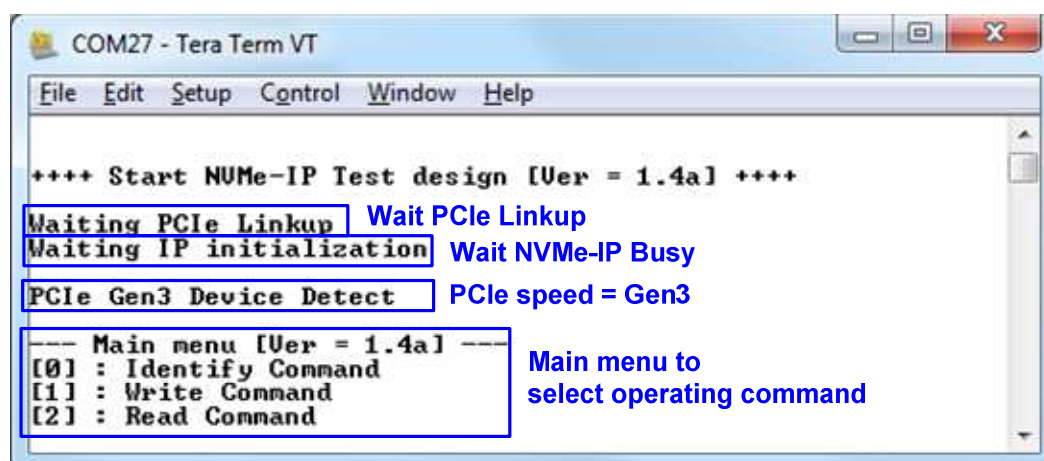 COM27 - Tera Term VT
File Edit Setup Control Window Help
++++ Start NVMe-IP Test design [Ver = 1.4a] ++++
Waiting PCIe Linkup Wait PCIe Linkup
Waiting IP initialization Wait NVMe-IP Busy
PCIe Gen3 Device Detect PCIe speed = Gen3
--- Main menu [Ver = 1.4a] ---
[0] : Identify Command Main menu to
[1] : Write Command select operating command
[2] : Read Command